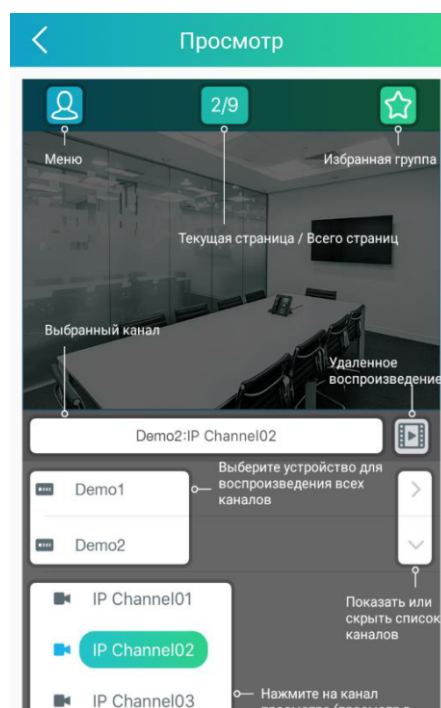 Просмотр
2/9
Меню
Избранная группа
Текущая страница / Всего страниц
Выбранный канал
Удаленное
воспроизведение
Demo2:IP Channel02
Выберите устройство для
воспроизведения всех
каналов
Demo1
Demo2
Показать или
скрыть список
каналов
IP Channel01
IP Channel02
IP Channel03
Нажмите на канал